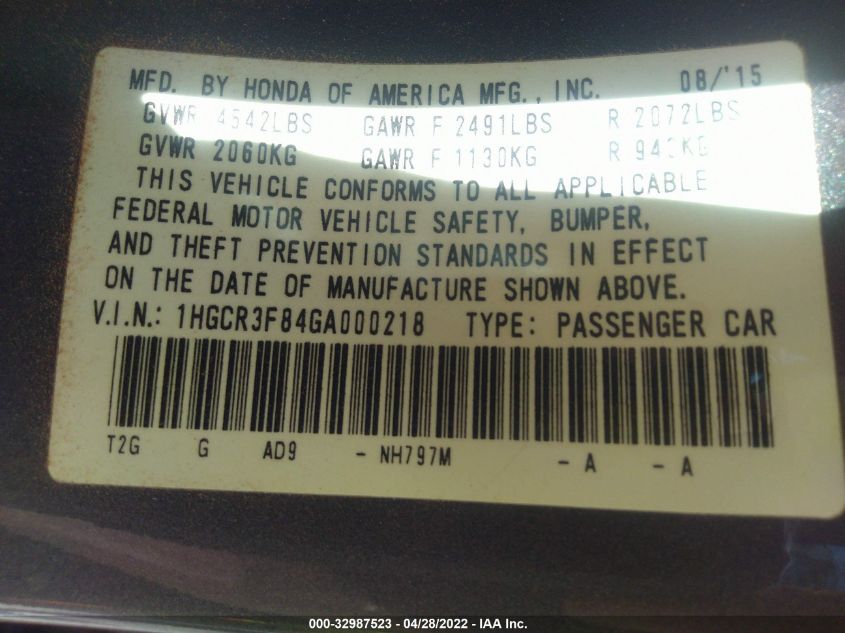 MFD. BY HONDA OF AMERICA MFG., INC. 08/'15
GVWR 4542LBS GAWR F 2491LBS R 2072LBS
GVWR 2060KG GAWR F 1130KG R 940KG
THIS VEHICLE CONFORMS TO ALL APPLICABLE
FEDERAL MOTOR VEHICLE SAFETY, BUMPER,
AND THEFT PREVENTION STANDARDS IN EFFECT
ON THE DATE OF MANUFACTURE SHOWN ABOVE.
V.I.N.: 1HGCR3F84GA000218 TYPE: PASSENGER CAR
T2G G AD9 - NH797M - A - A
000-32987523 - 04/28/2022 - IAA Inc.